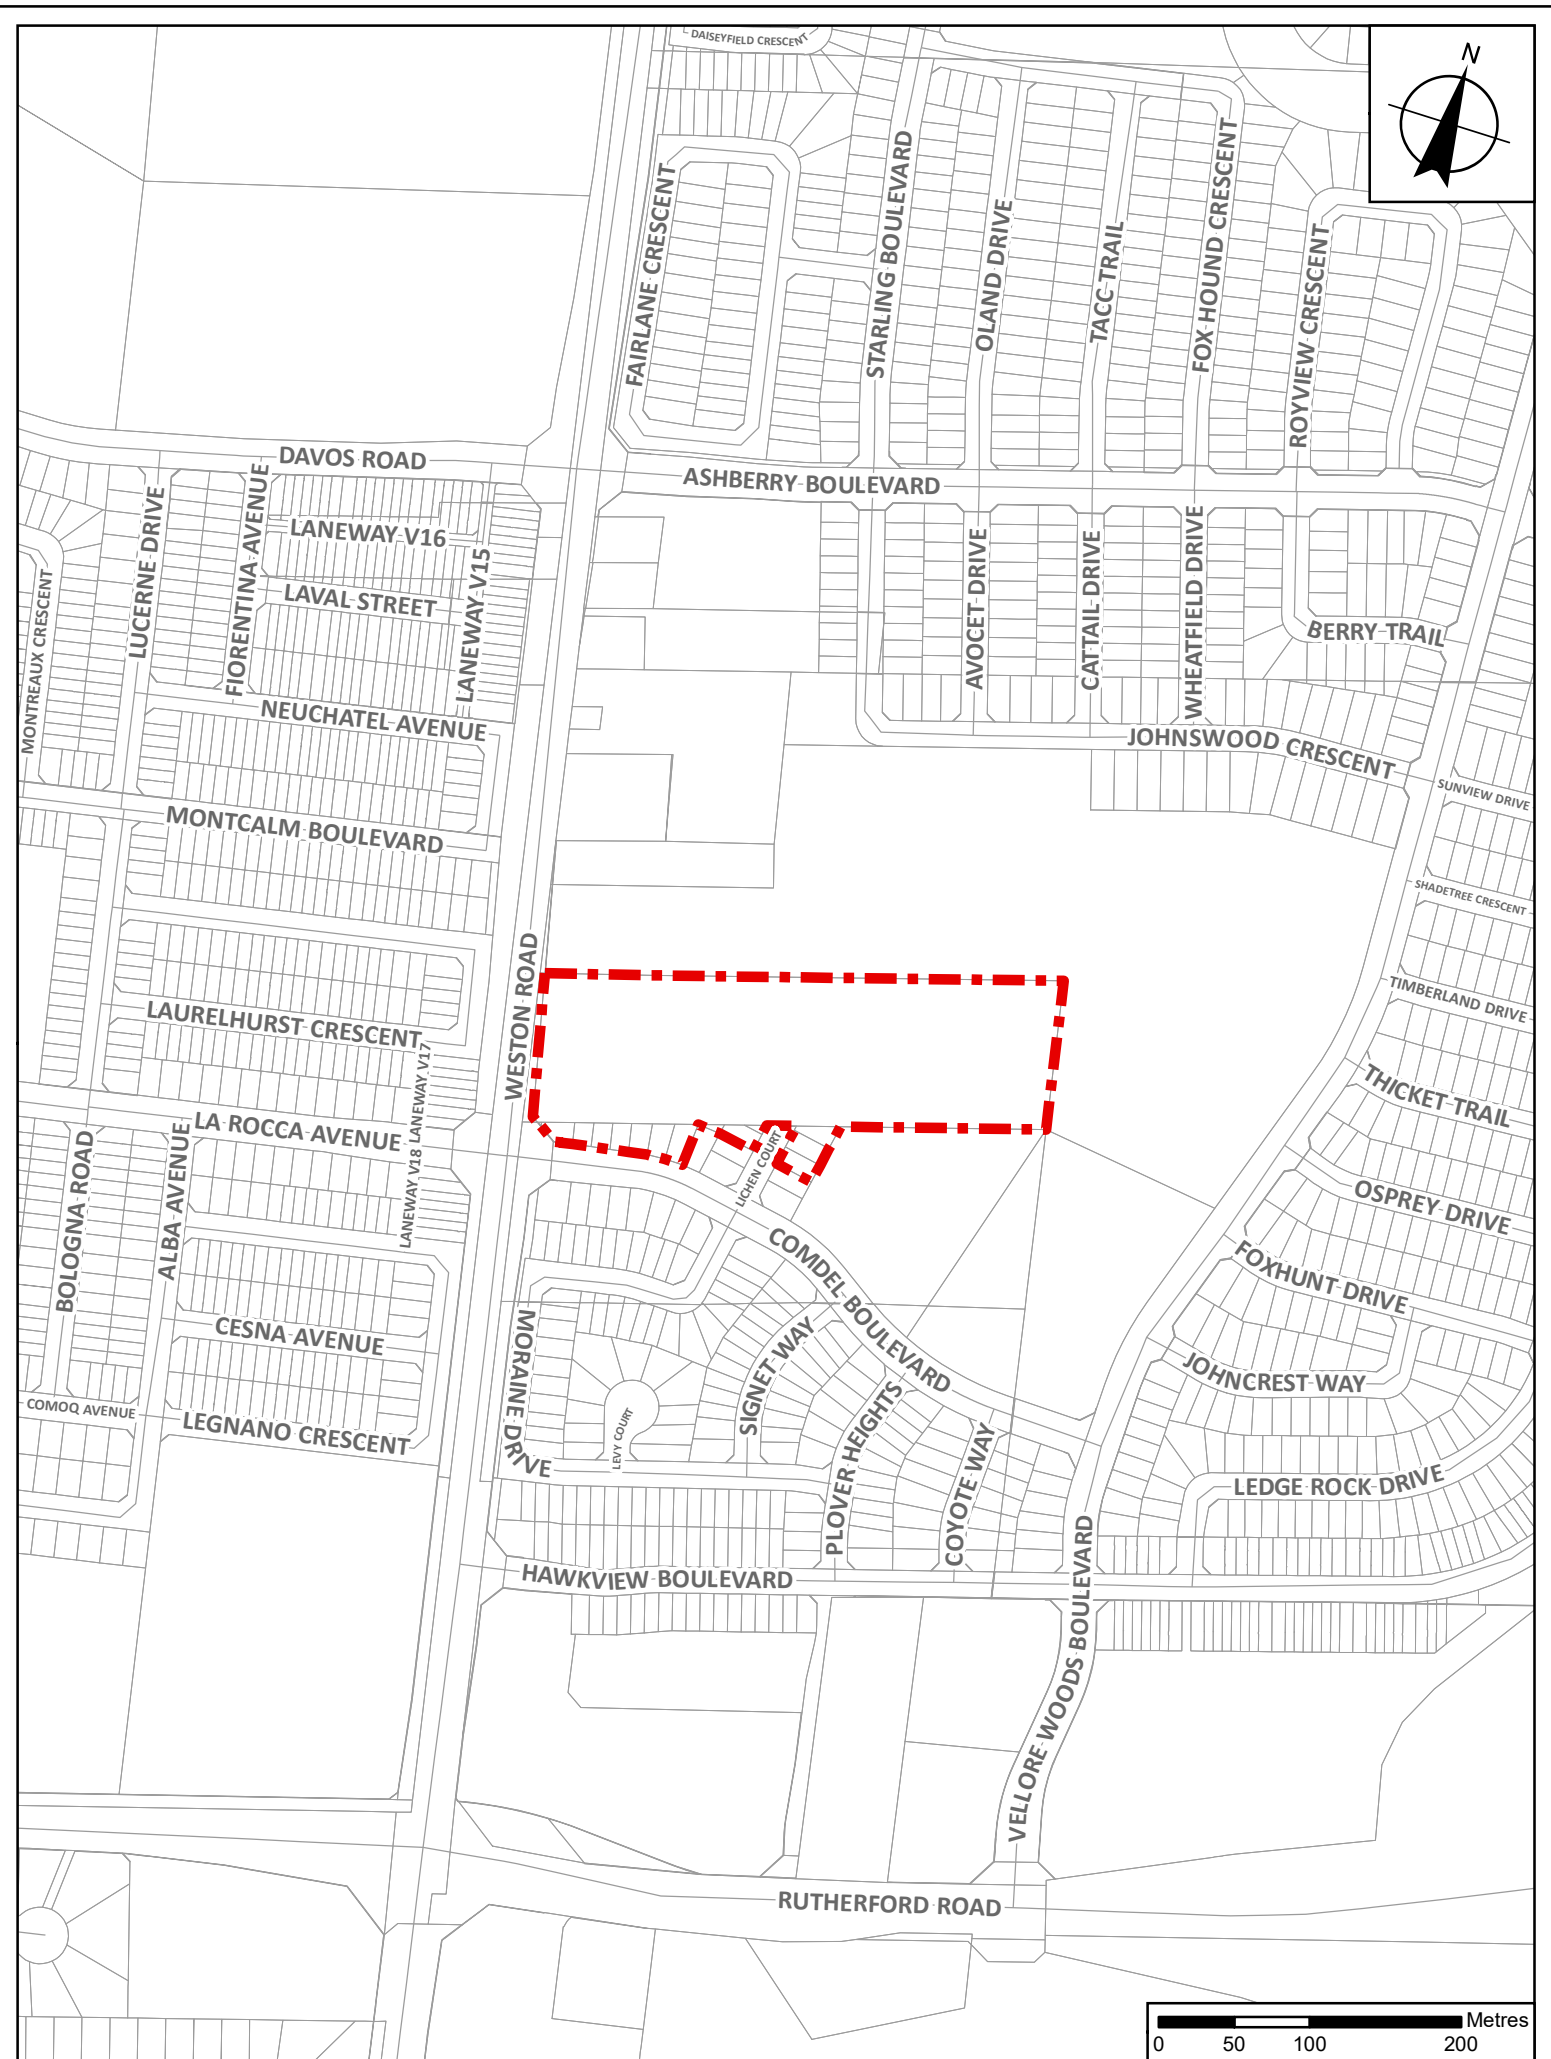 DAISEYFIELD CRESCENT
N
FAIRLANE CRESCENT
STARLING BOULEVARD
OLAND DRIVE
TACC TRAIL
FOX HOUND CRESCENT
ROYVIEW CRESCENT
DAVOS ROAD
ASHBERRY BOULEVARD
LUCERNE DRIVE
FIORENTINA AVENUE
LANEWAY V16
LANEWAY V15
LAVAL STREET
MONTREAUX CRESCENT
AVOCET DRIVE
CATTAIL DRIVE
WHEATFIELD DRIVE
BERRY TRAIL
NEUCHATEL AVENUE
JOHNSWOOD CRESCENT
SUNVIEW DRIVE
MONTCALM BOULEVARD
SHADETREE CRESCENT
WESTON ROAD
TIMBERLAND DRIVE
LAURELHURST CRESCENT
LANEWAY V17
THICKET TRAIL
LA ROCCA AVENUE
LANEWAY V18
LICHEN COURT
BOLOGNA ROAD
ALBA AVENUE
OSPREY DRIVE
COMDEL BOULEVARD
FOXHUNT DRIVE
CESNA AVENUE
MORAINE DRIVE
SIGNET WAY
JOHNCREST WAY
COMOQ AVENUE
LEGNANO CRESCENT
LEVY COURT
PLOVER HEIGHTS
COYOTE WAY
LEDGE ROCK DRIVE
HAWKVIEW BOULEVARD
VELLORE WOODS BOULEVARD
RUTHERFORD ROAD
Metres
0 50 100 200